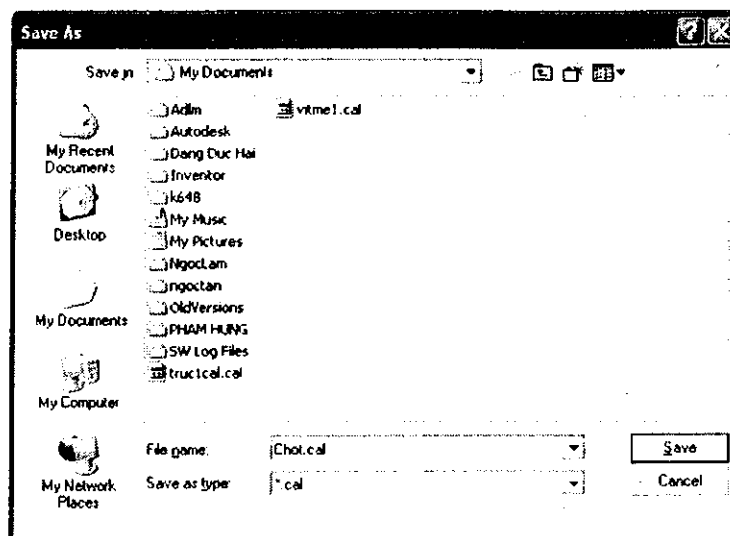 Save As
Save in
My Documents
My Recent
Documents
Desktop
My Documents
My Computer
My Network
Places
Adlm
Autodesk
Dang Duc Hai
Inventor
k64B
My Music
My Pictures
NgocLam
ngoctan
OldVersions
PHAM HUNG
SW Log Files
truc1cal.cal
vitme1.cal
File name:
Chot.cal
Save
Save as type:
*.cal
Cancel